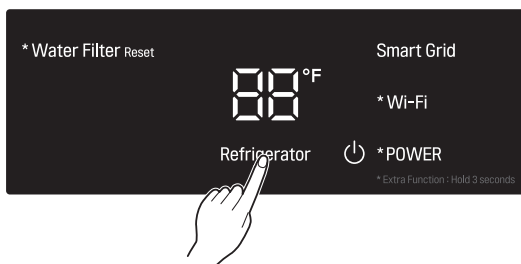 * Water Filter Reset
88°F
Refrigerator
Smart Grid
* Wi-Fi
* POWER
* Extra Function : Hold 3 seconds